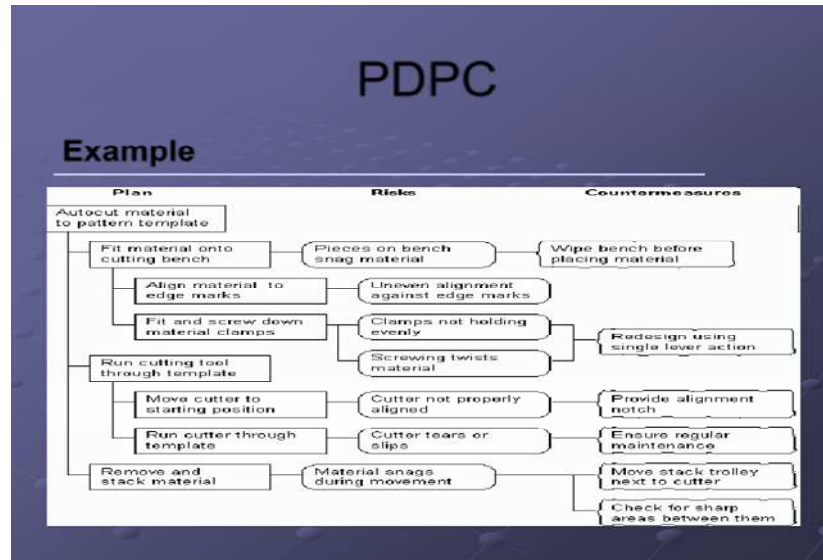 PDPC
Example
Plan Risks Countermeasures
Autocut material
to pattern template
Fit material onto
cutting bench
Pieces on bench
snag material
Wipe bench before
placing material
Align material to
edge marks
Uneven alignment
against edge marks
Fit and screw down
material clamps
Clamps not holding
evenly
Screwing twists
material
Redesign using
single lever action
Run cutting tool
through template
Move cutter to
starting position
Cutter not properly
aligned
Provide alignment
notch
Run cutter through
template
Cutter tears or
slips
Ensure regular
maintenance
Remove and
stack material
Material snags
during movement
Move stack trolley
next to cutter
Check for sharp
areas between them